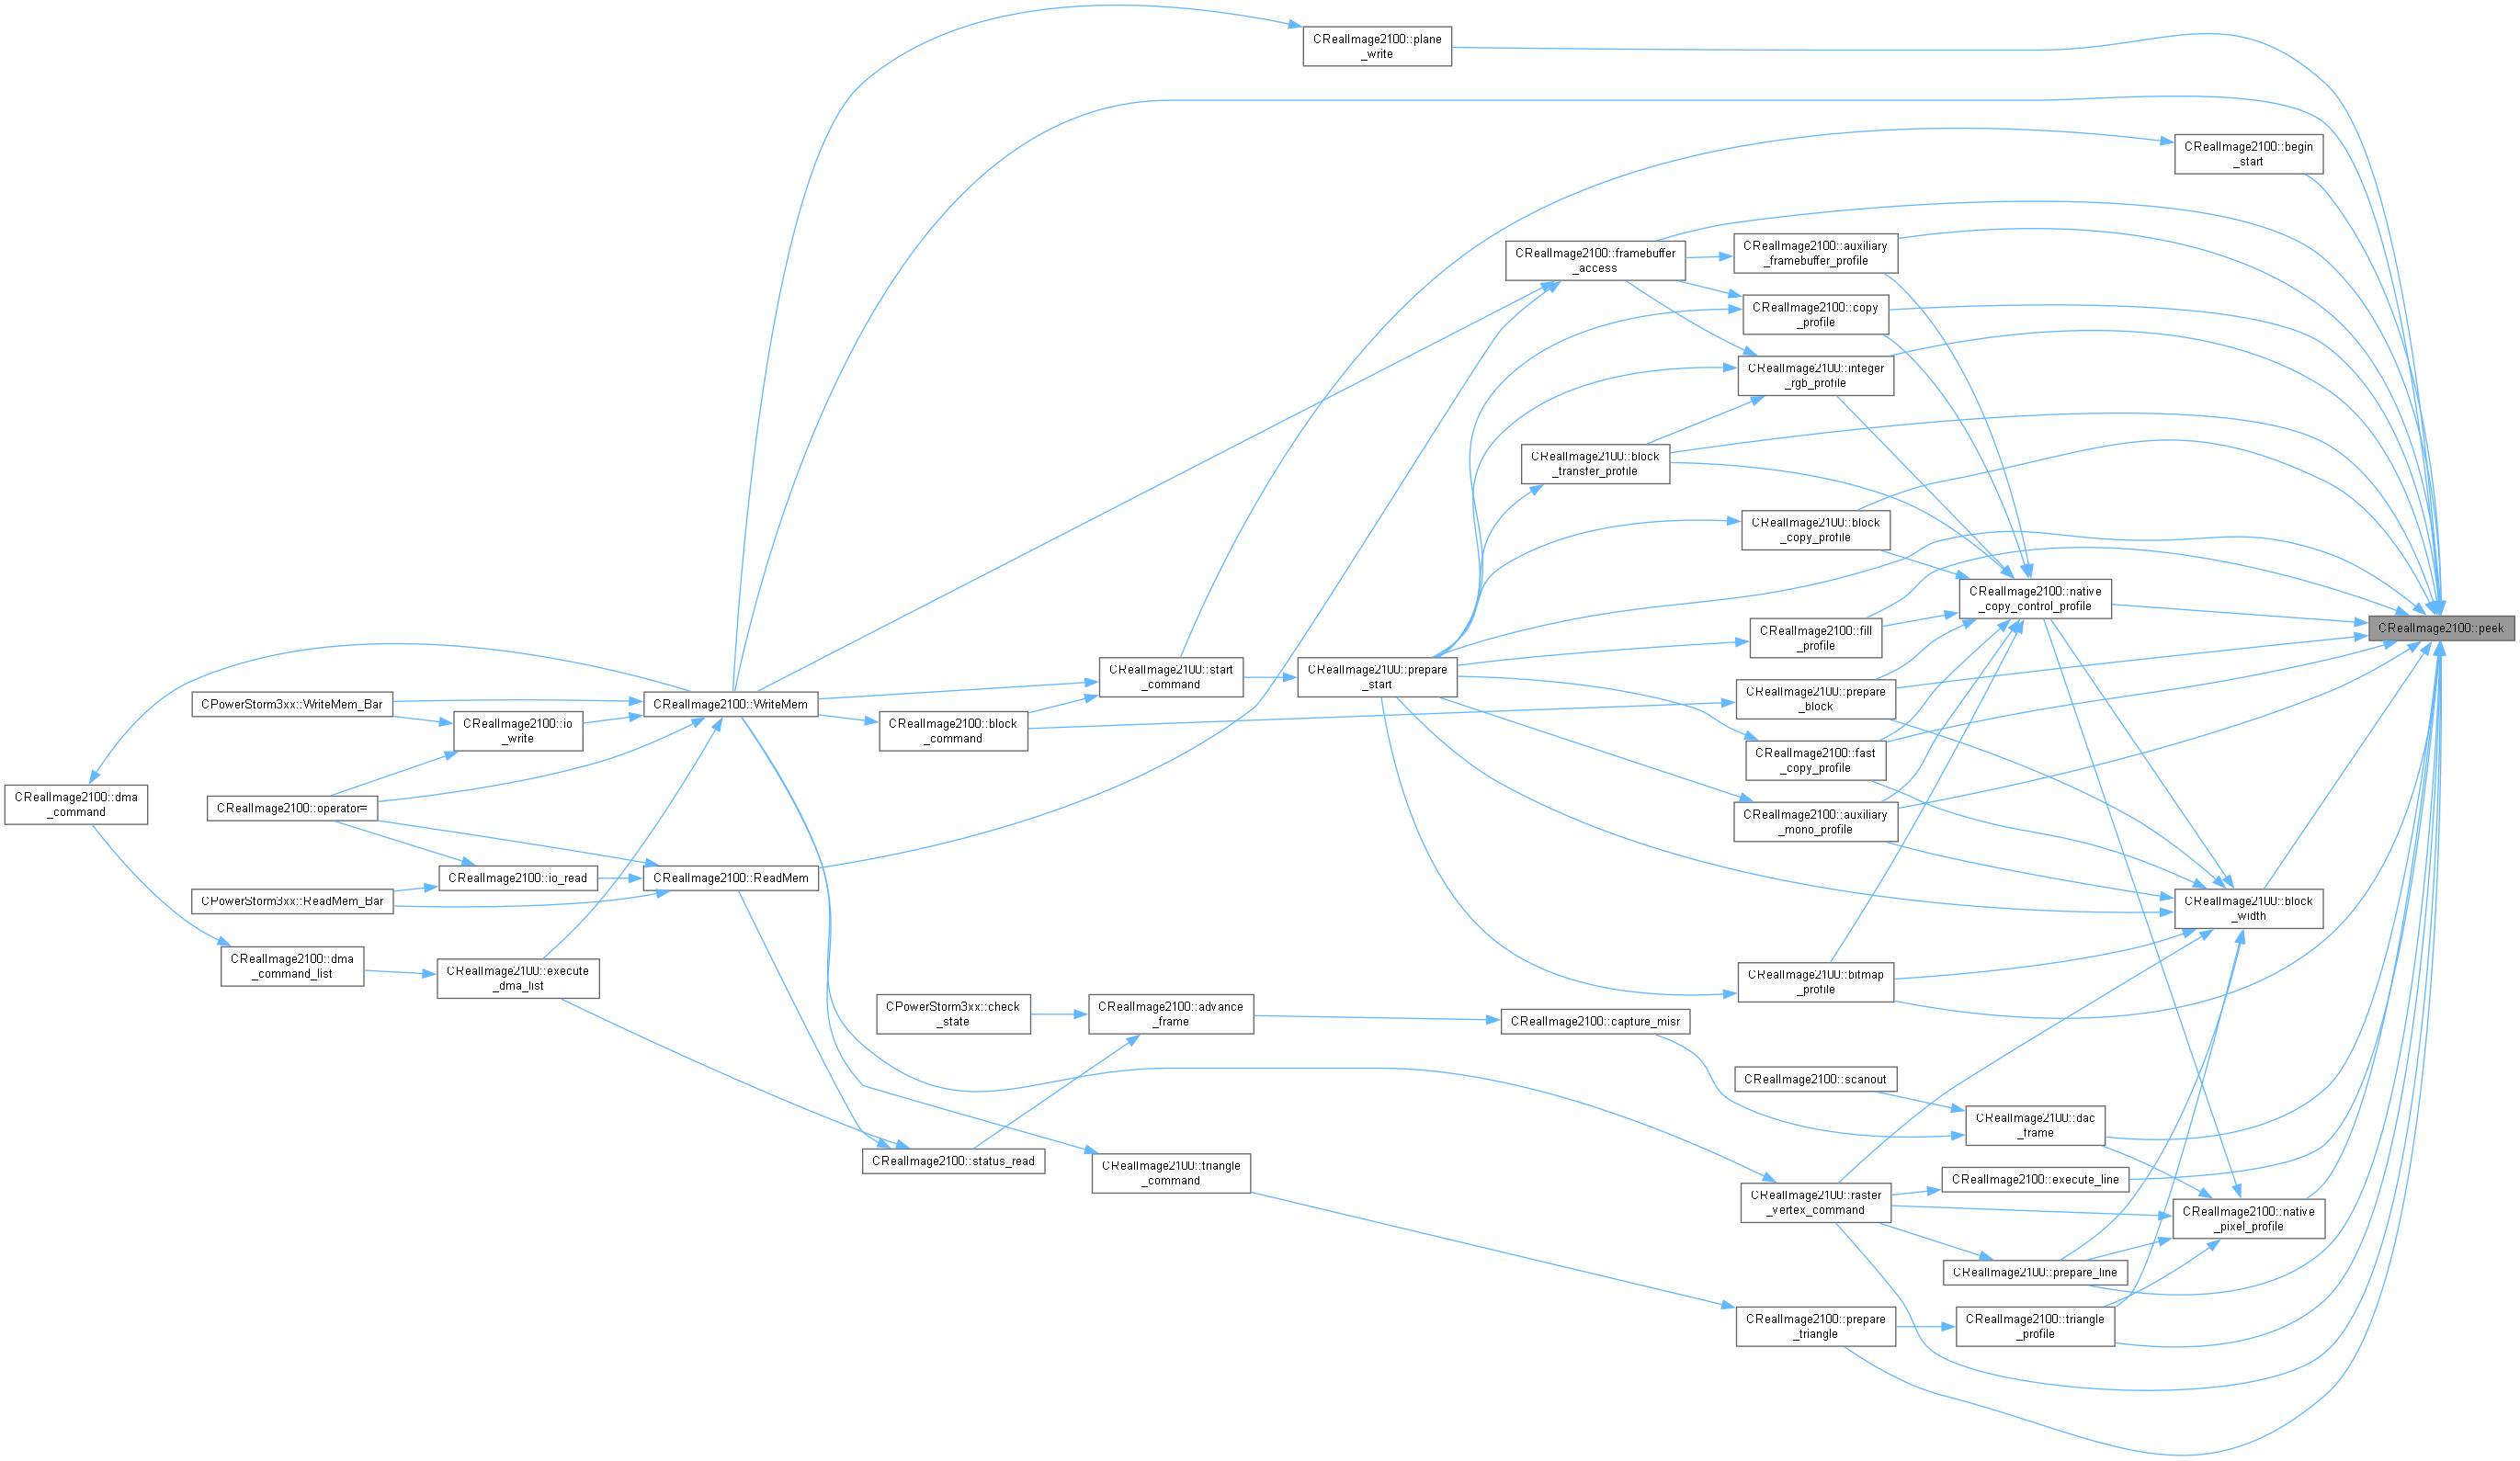 CRealImage2100::plane
_write
CRealImage2100::begin
_start
CRealImage2100::framebuffer
_access
CRealImage2100::auxiliary
_framebuffer_profile
CRealImage2100::copy
_profile
CRealImage2100::integer
_rgb_profile
CRealImage2100::block
_transfer_profile
CRealImage2100::block
_copy_profile
CRealImage2100::native
_copy_control_profile
CRealImage2100::peek
CRealImage2100::fill
_profile
CRealImage2100::start
_command
CRealImage2100::prepare
_start
CPowerStorm3xx::WriteMem_Bar
CRealImage2100::WriteMem
CRealImage2100::prepare
_block
CRealImage2100::io
_write
CRealImage2100::block
_command
CRealImage2100::fast
_copy_profile
CRealImage2100::dma
_command
CRealImage2100::operator=
CRealImage2100::auxiliary
_mono_profile
CRealImage2100::io_read
CRealImage2100::ReadMem
CPowerStorm3xx::ReadMem_Bar
CRealImage2100::block
_width
CRealImage2100::dma
_command_list
CRealImage2100::execute
_dma_list
CRealImage2100::bitmap
_profile
CPowerStorm3xx::check
_state
CRealImage2100::advance
_frame
CRealImage2100::capture_misr
CRealImage2100::scanout
CRealImage2100::dac
_frame
CRealImage2100::status_read
CRealImage2100::triangle
_command
CRealImage2100::execute_line
CRealImage2100::raster
_vertex_command
CRealImage2100::native
_pixel_profile
CRealImage2100::prepare_line
CRealImage2100::prepare
_triangle
CRealImage2100::triangle
_profile